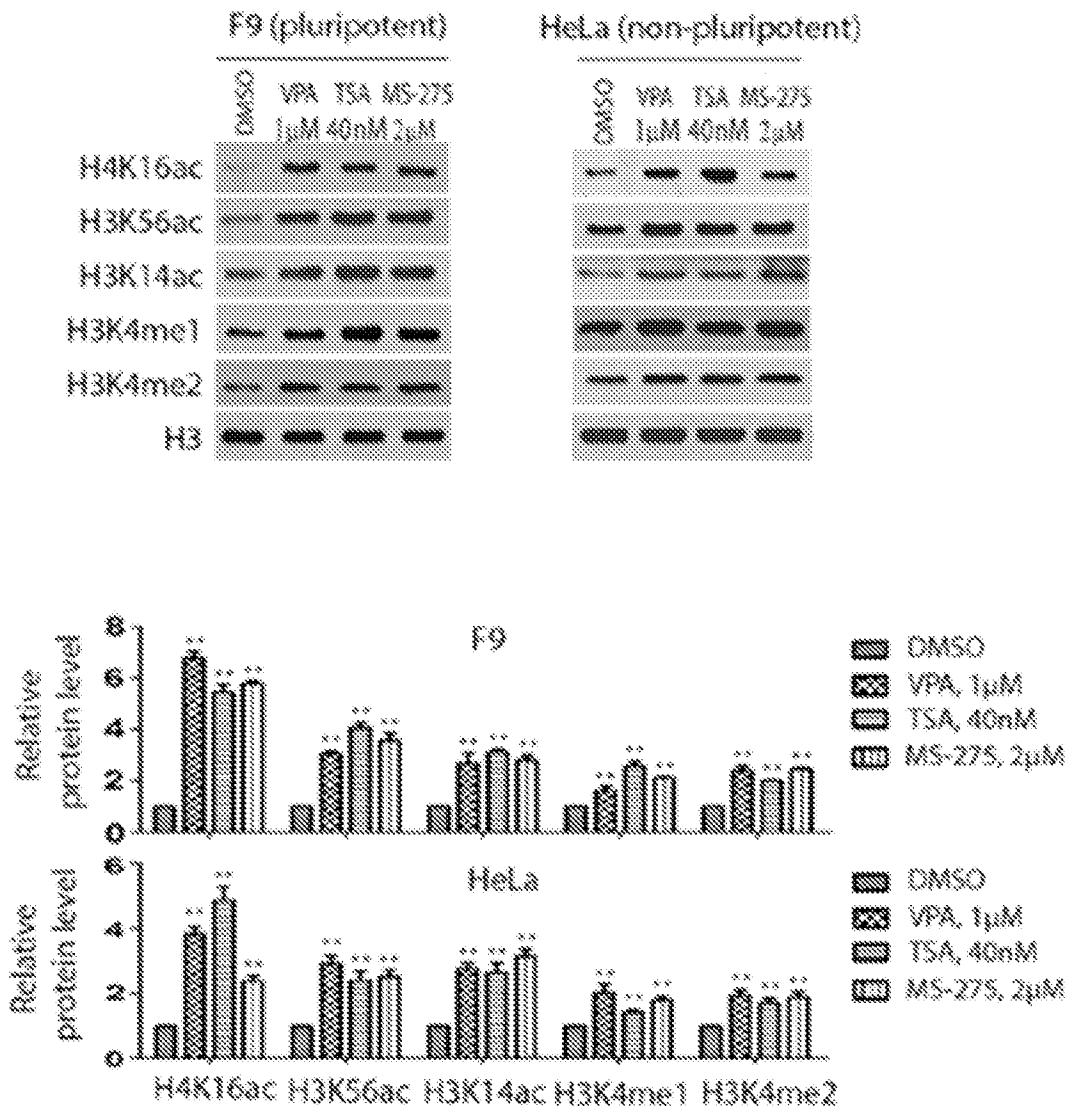 F9 (pluripotent)
HeLa (non-pluripotent)
DMSO VPA TSA MS-275
1µM 40nM 2µM
DMSO VPA TSA MS-275
1µM 40nM 2µM
H4K16ac
H3K56ac
H3K14ac
H3K4me1
H3K4me2
H3
Relative
protein level
8
6
4
2
0
F9
** ** **
** ** **
** ** **
** ** **
** ** **
DMSO
VPA, 1µM
TSA, 40nM
MS-275, 2µM
Relative
protein level
6
4
2
0
HeLa
** ** **
** ** **
** ** **
** ** **
** ** **
DMSO
VPA, 1µM
TSA, 40nM
MS-275, 2µM
H4K16ac H3K56ac H3K14ac H3K4me1 H3K4me2